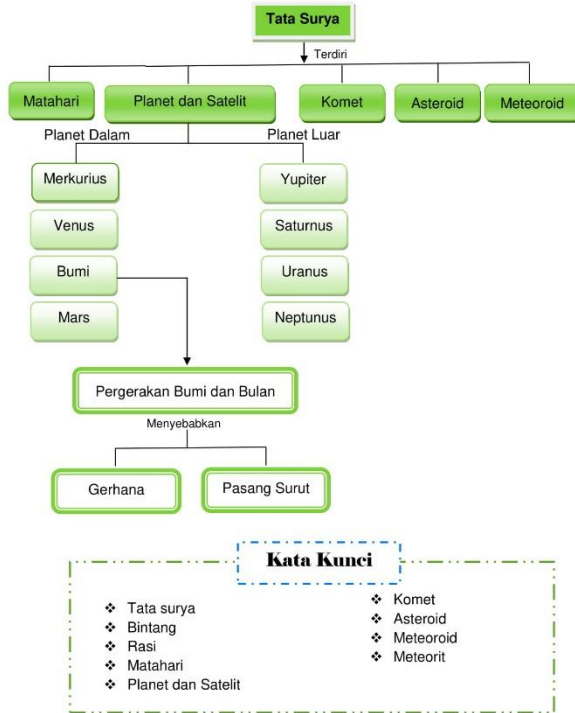 Tata Surya
Terdiri
Matahari
Planet dan Satelit
Komet
Asteroid
Meteoroid
Planet Dalam
Planet Luar
Merkurius
Yupiter
Venus
Saturnus
Bumi
Uranus
Mars
Neptunus
Pergerakan Bumi dan Bulan
Menyebabkan
Gerhana
Pasang Surut
Kata Kunci
❖ Tata surya
❖ Bintang
❖ Rasi
❖ Matahari
❖ Planet dan Satelit
❖ Komet
❖ Asteroid
❖ Meteoroid
❖ Meteorit